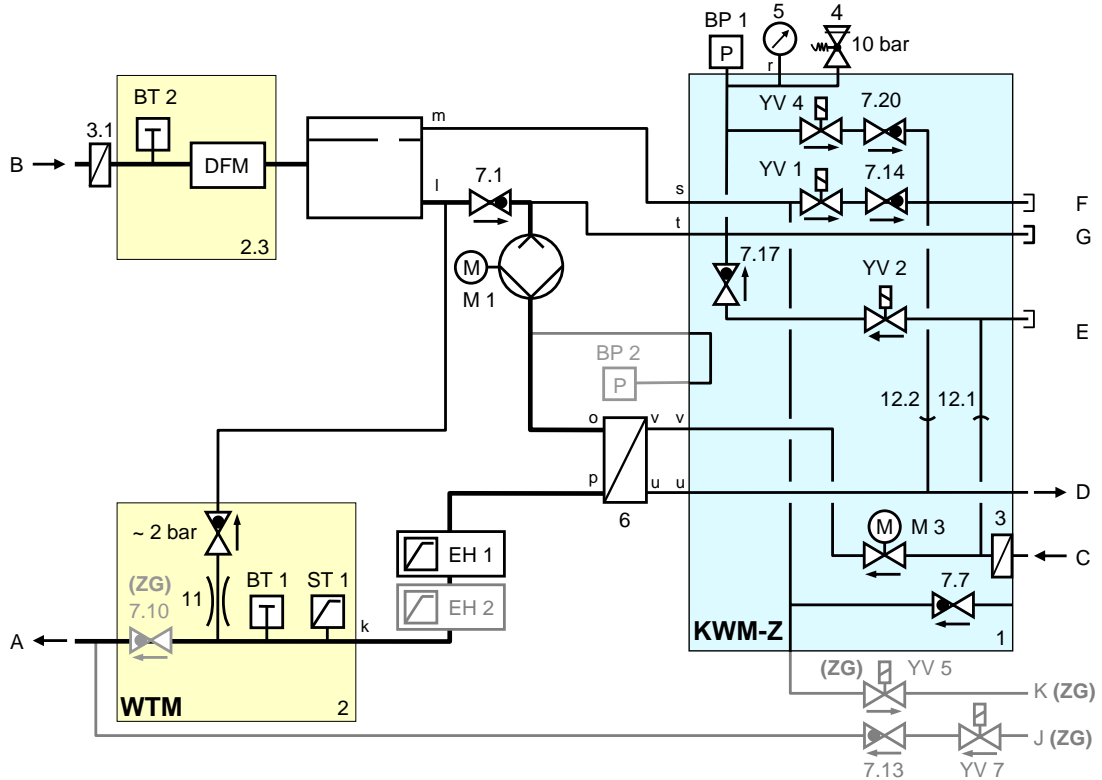 BP 1
P
5
r
4
10 bar
BT 2
3.1
B
DFM
2.3
m
l
7.1
M
M 1
YV 4
7.20
YV 1
7.14
s
t
F
G
7.17
YV 2
E
BP 2
P
12.2
12.1
o
v
v
p
u
u
6
D
M
M 3
3
C
7.7
KWM-Z
1
~ 2 bar
(ZG)
7.10
11
BT 1
ST 1
k
EH 1
EH 2
A
WTM
2
(ZG)
YV 5
K (ZG)
J (ZG)
7.13
YV 7